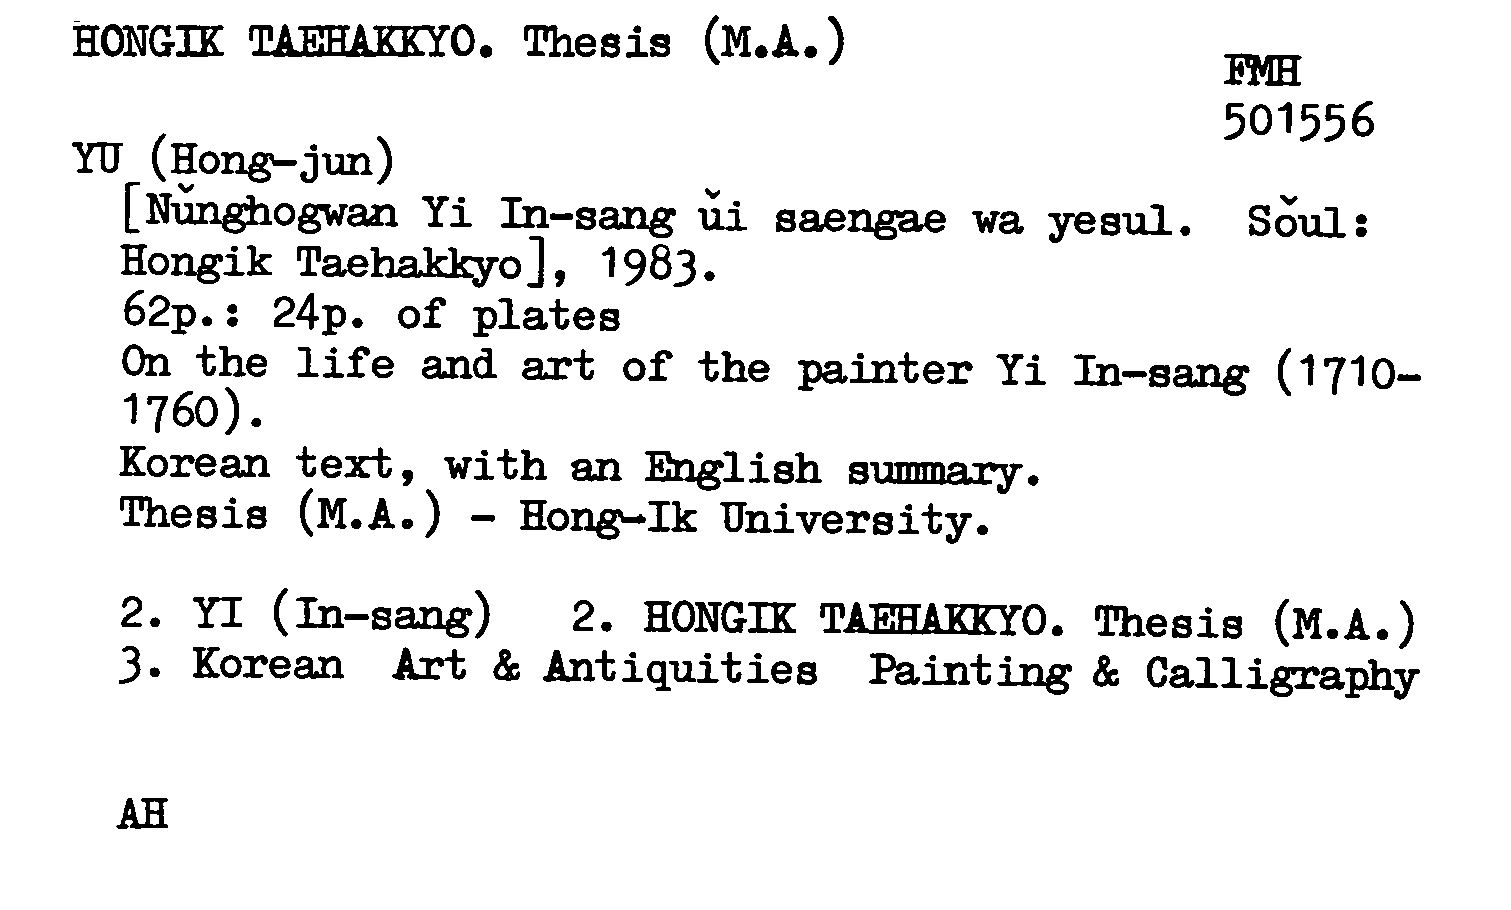 HONGIK TAEHAKKYO. Thesis (M.A.)
FMH
501556
YU (Hong-jun)
[Nŭnghogwan Yi In-sang ŭi saengae wa yesul. Sŏul:
Hongik Taehakkyo], 1983.
62p.: 24p. of plates
On the life and art of the painter Yi In-sang (1710-
1760).
Korean text, with an English summary.
Thesis (M.A.) - Hong-Ik University.
2. YI (In-sang) 2. HONGIK TAEHAKKYO. Thesis (M.A.)
3. Korean Art & Antiquities Painting & Calligraphy
AH